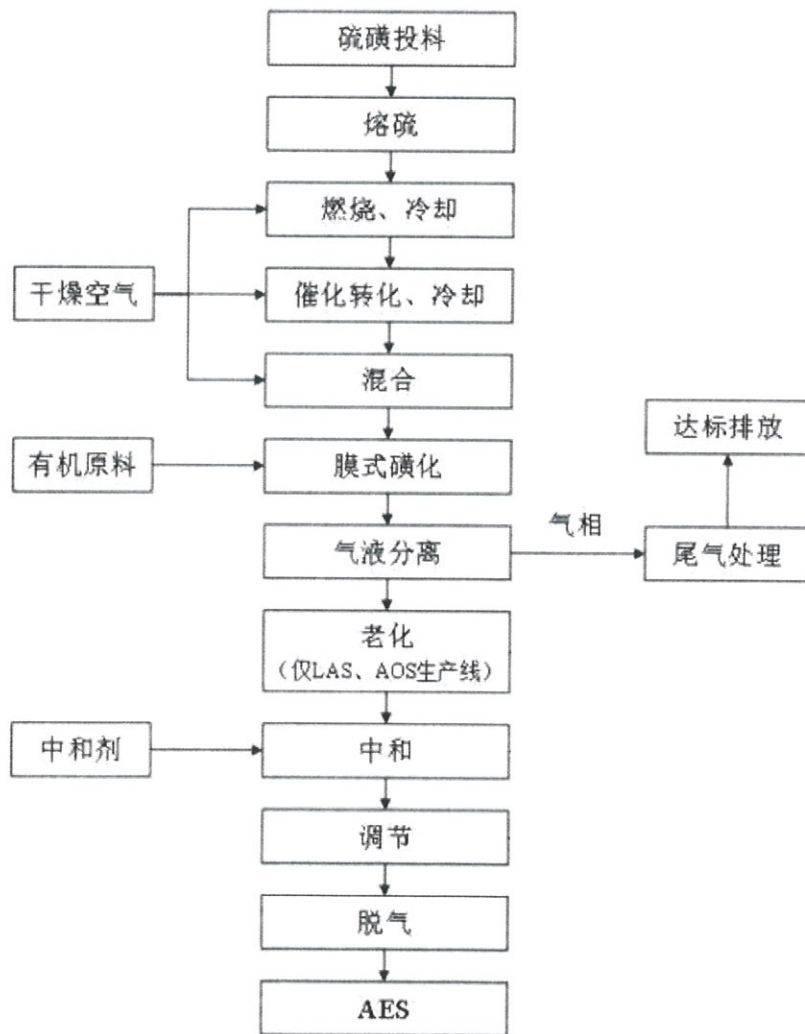 硫磺投料
熔硫
燃烧、冷却
干燥空气
催化转化、冷却
混合
达标排放
有机原料
膜式磺化
气相
气液分离
尾气处理
老化
（仅LAS、AOS生产线）
中和剂
中和
调节
脱气
AES